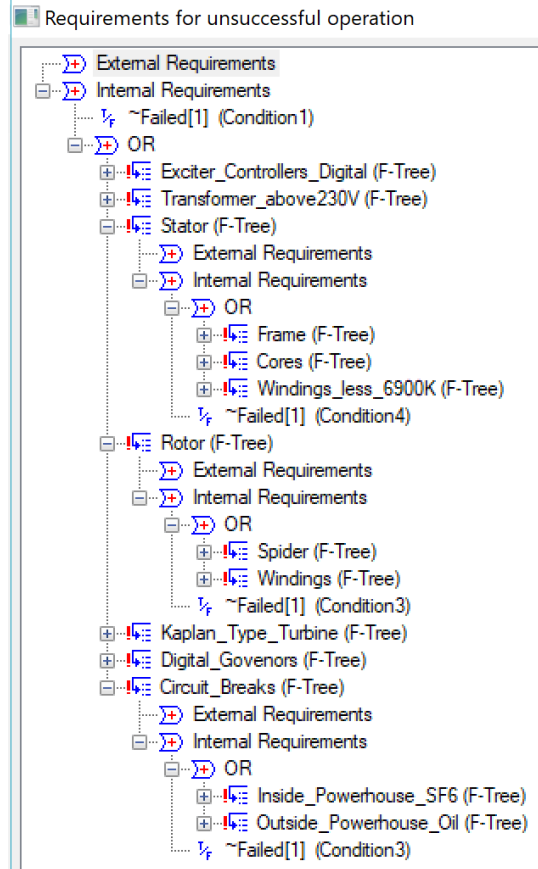 Requirements for unsuccessful operation
External Requirements
Internal Requirements
~Failed[1] (Condition1)
OR
Exciter_Controllers_Digital (F-Tree)
Transformer_above230V (F-Tree)
Stator (F-Tree)
External Requirements
Internal Requirements
OR
Frame (F-Tree)
Cores (F-Tree)
Windings_less_6900K (F-Tree)
~Failed[1] (Condition4)
Rotor (F-Tree)
External Requirements
Internal Requirements
OR
Spider (F-Tree)
Windings (F-Tree)
~Failed[1] (Condition3)
Kaplan_Type_Turbine (F-Tree)
Digital_Govenors (F-Tree)
Circuit_Breaks (F-Tree)
External Requirements
Internal Requirements
OR
Inside_Powerhouse_SF6 (F-Tree)
Outside_Powerhouse_Oil (F-Tree)
~Failed[1] (Condition3)